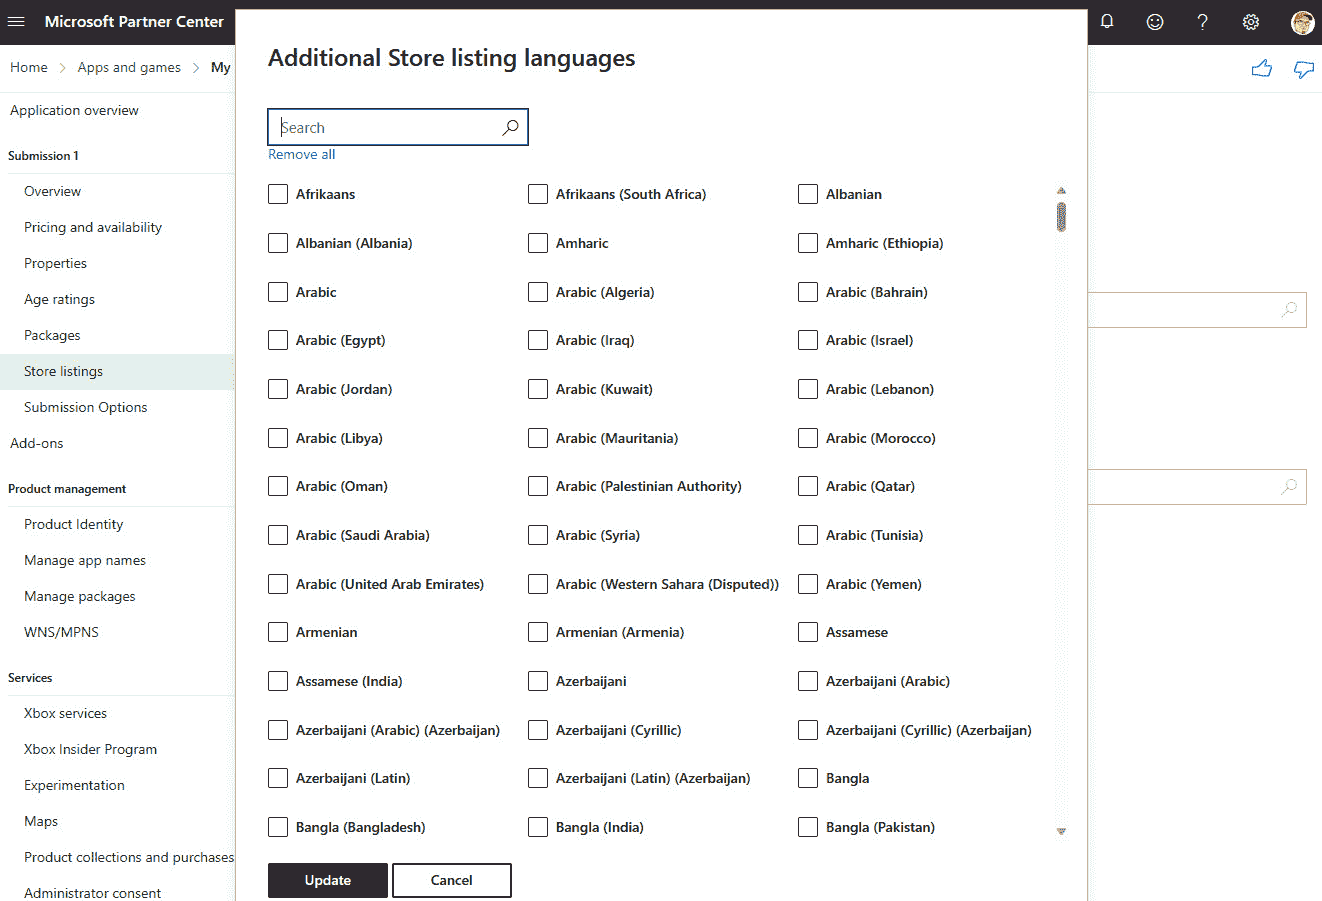 Microsoft Partner Center
Home > Apps and games > My
Application overview
Submission 1
Overview
Pricing and availability
Properties
Age ratings
Packages
Store listings
Submission Options
Add-ons
Product management
Product Identity
Manage app names
Manage packages
WNS/MPNS
Services
Xbox services
Xbox Insider Program
Experimentation
Maps
Product collections and purchases
Administrator consent
Additional Store listing languages
Search
Remove all
Afrikaans Afrikaans (South Africa) Albanian
Albanian (Albania) Amharic Amharic (Ethiopia)
Arabic Arabic (Algeria) Arabic (Bahrain)
Arabic (Egypt) Arabic (Iraq) Arabic (Israel)
Arabic (Jordan) Arabic (Kuwait) Arabic (Lebanon)
Arabic (Libya) Arabic (Mauritania) Arabic (Morocco)
Arabic (Oman) Arabic (Palestinian Authority) Arabic (Qatar)
Arabic (Saudi Arabia) Arabic (Syria) Arabic (Tunisia)
Arabic (United Arab Emirates) Arabic (Western Sahara (Disputed)) Arabic (Yemen)
Armenian Armenian (Armenia) Assamese
Assamese (India) Azerbaijani Azerbaijani (Arabic)
Azerbaijani (Arabic) (Azerbaijan) Azerbaijani (Cyrillic) Azerbaijani (Cyrillic) (Azerbaijan)
Azerbaijani (Latin) Azerbaijani (Latin) (Azerbaijan) Bangla
Bangla (Bangladesh) Bangla (India) Bangla (Pakistan)
Update Cancel